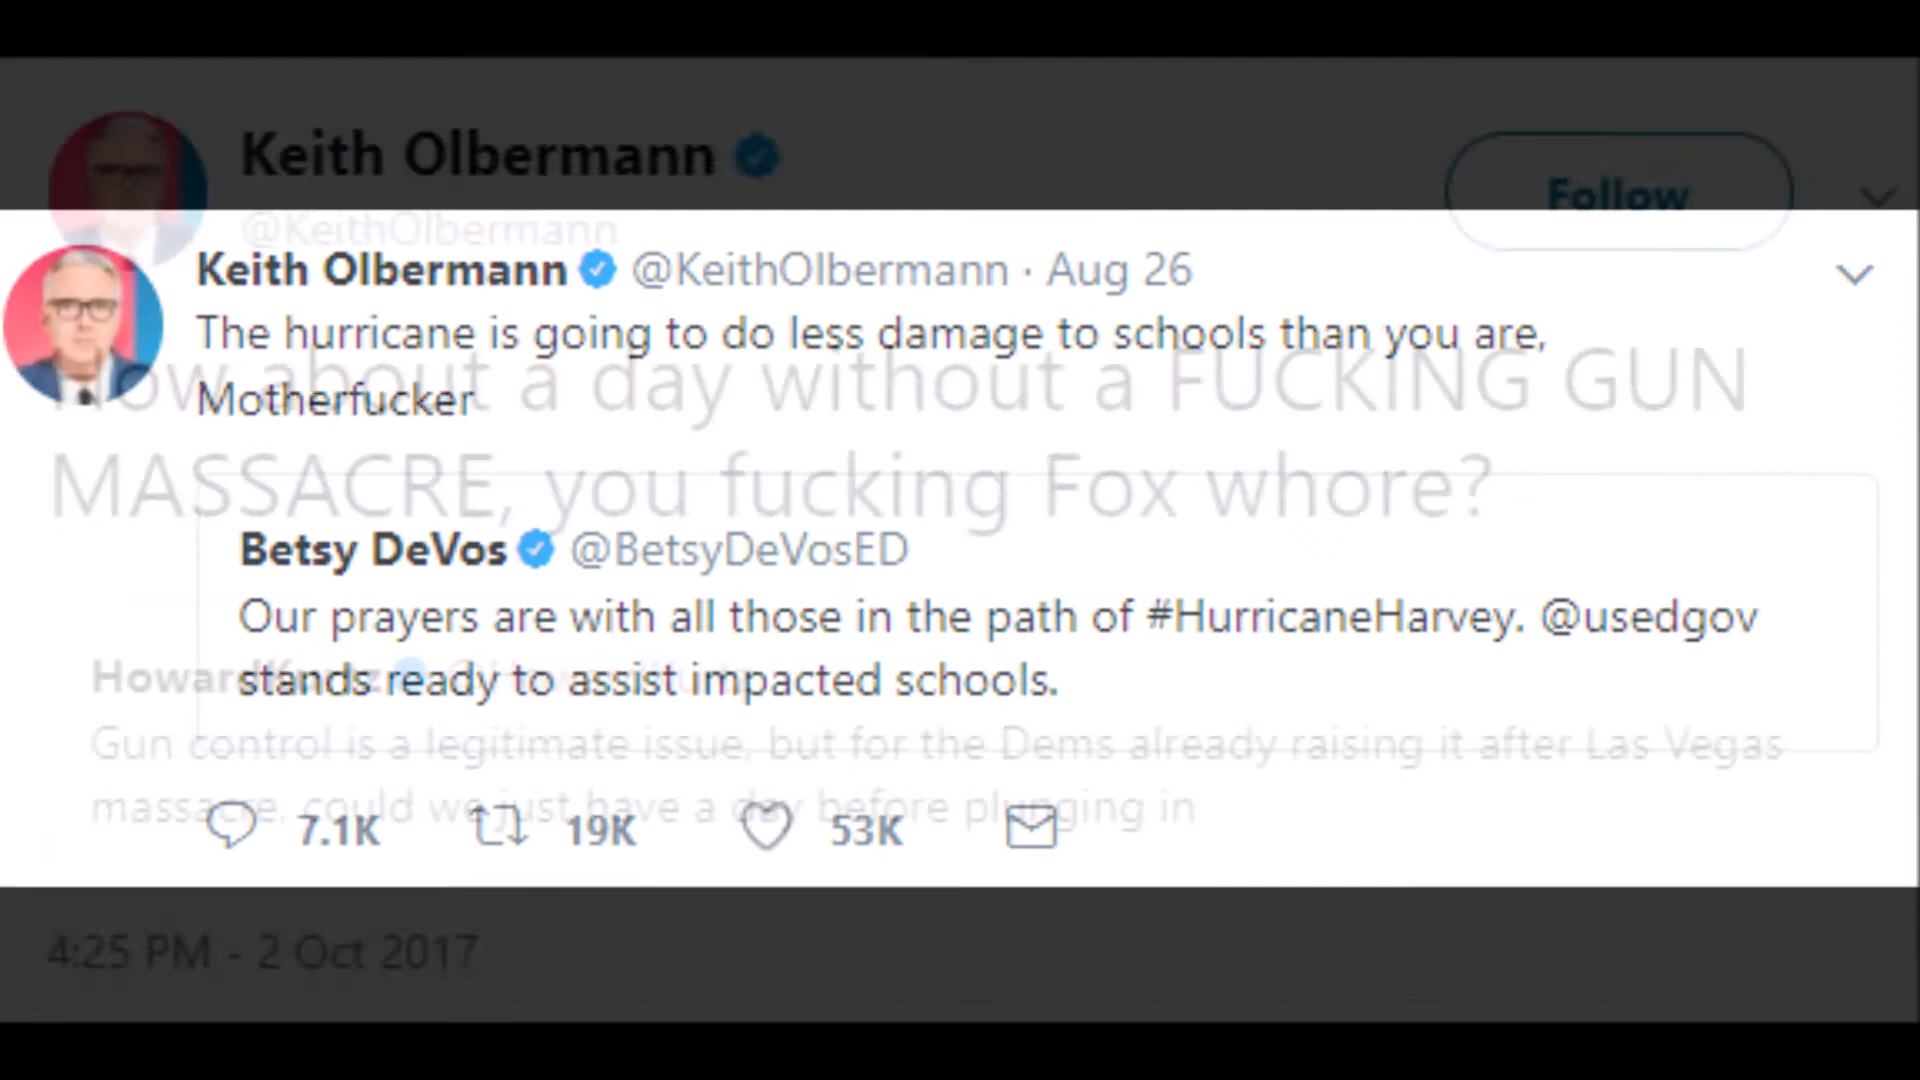 Keith Olbermann
@KeithOlbermann
Follow
Keith Olbermann @KeithOlbermann · Aug 26
The hurricane is going to do less damage to schools than you are,
Motherfucker
about a day without a FUCKING GUN
MASSACRE, you fucking Fox whore?
Betsy DeVos @BetsyDeVosED
Our prayers are with all those in the path of #HurricaneHarvey. @usedgov
stands ready to assist impacted schools.
Gun control is a legitimate issue, but for the Dems already raising it after Las Vegas
massacre, could we just have a day before plunging in
7.1K 19K 53K
4:25 PM - 2 Oct 2017